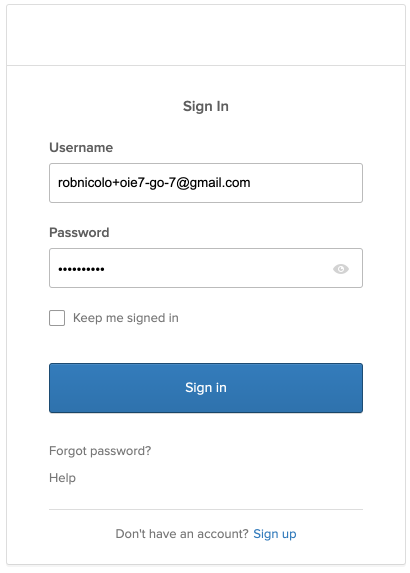 Sign In
Username
robnicolo+oie7-go-7@gmail.com
Password
••••••••••
Keep me signed in
Sign in
Forgot password?
Help
Don't have an account? Sign up